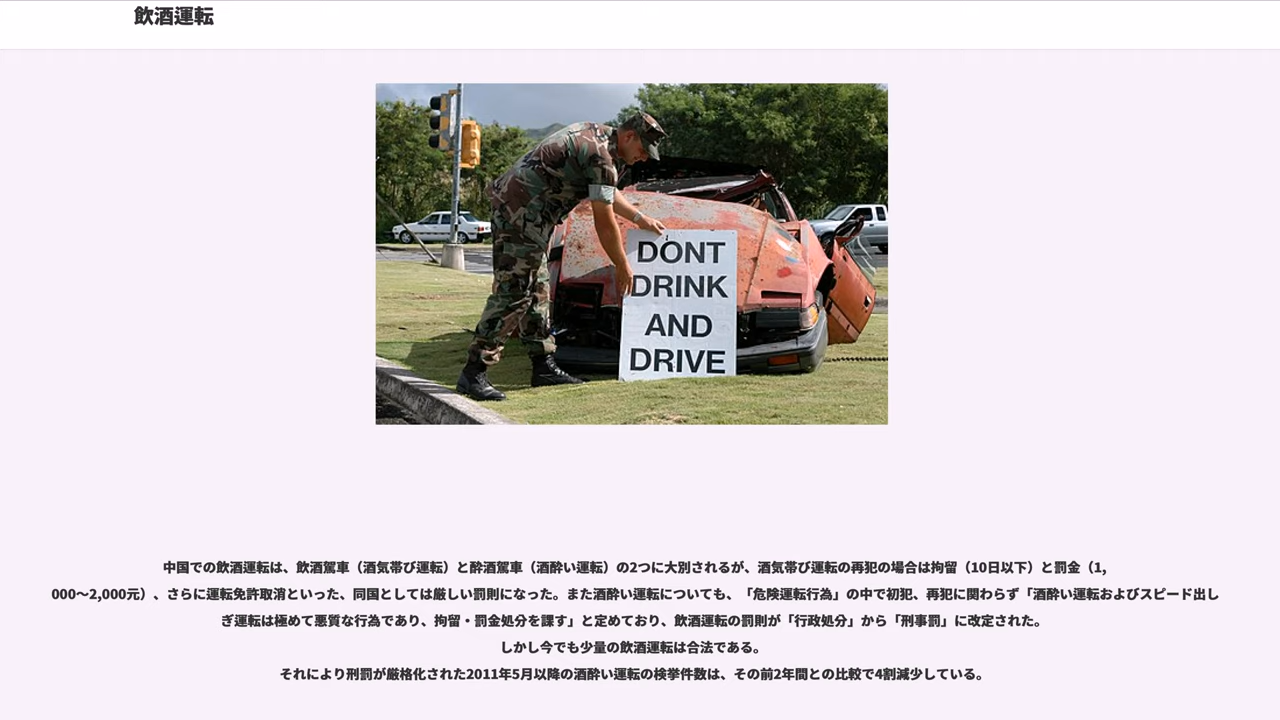 飲酒運転
DONT
DRINK
AND
DRIVE
中国での飲酒運転は、飲酒駕車（酒気帯び運転）と酔酒駕車（酒酔い運転）の2つに大別されるが、酒気帯び運転の再犯の場合は拘留（10日以下）と罰金（1,
000〜2,000元）、さらに運転免許取消といった、同国としては厳しい罰則になった。また酒酔い運転についても、「危険運転行為」の中で初犯、再犯に関わらず「酒酔い運転およびスピード出し
ぎ運転は極めて悪質な行為であり、拘留・罰金処分を課す」と定めており、飲酒運転の罰則が「行政処分」から「刑事罰」に改定された。
しかし今でも少量の飲酒運転は合法である。
それにより刑罰が厳格化された2011年5月以降の酒酔い運転の検挙件数は、その前2年間との比較で4割減少している。